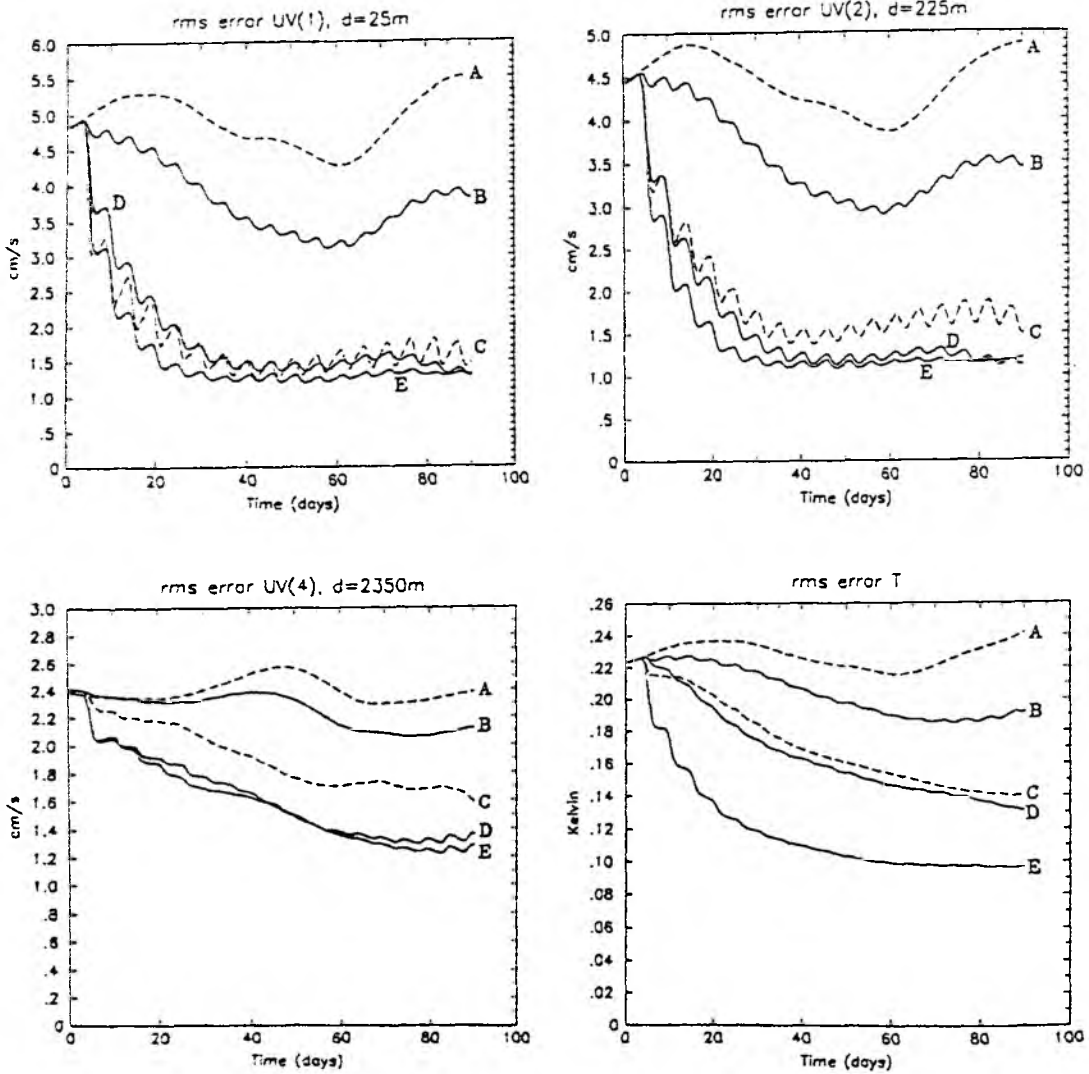 rms error UV(1), d=25m
6.0
5.5
5.0
4.5
4.0
3.5
3.0
2.5
2.0
1.5
1.0
.5
0
cm/s
A
B
D
C
E
0 20 40 60 80 100
Time (days)
rms error UV(2), d=225m
5.0
4.5
4.0
3.5
3.0
2.5
2.0
1.5
1.0
.5
0
cm/s
A
B
C
D
E
0 20 40 60 80 100
Time (days)
rms error UV(4), d=2350m
3.0
2.8
2.6
2.4
2.2
2.0
1.8
1.6
1.4
1.2
1.0
.8
.6
.4
.2
0
cm/s
A
B
C
D
E
0 20 40 60 80 100
Time (days)
rms error T
.26
.24
.22
.20
.18
.16
.14
.12
.10
.08
.06
.04
.02
.00
Kelvin
A
B
C
D
E
0 20 40 60 80 100
Time (days)